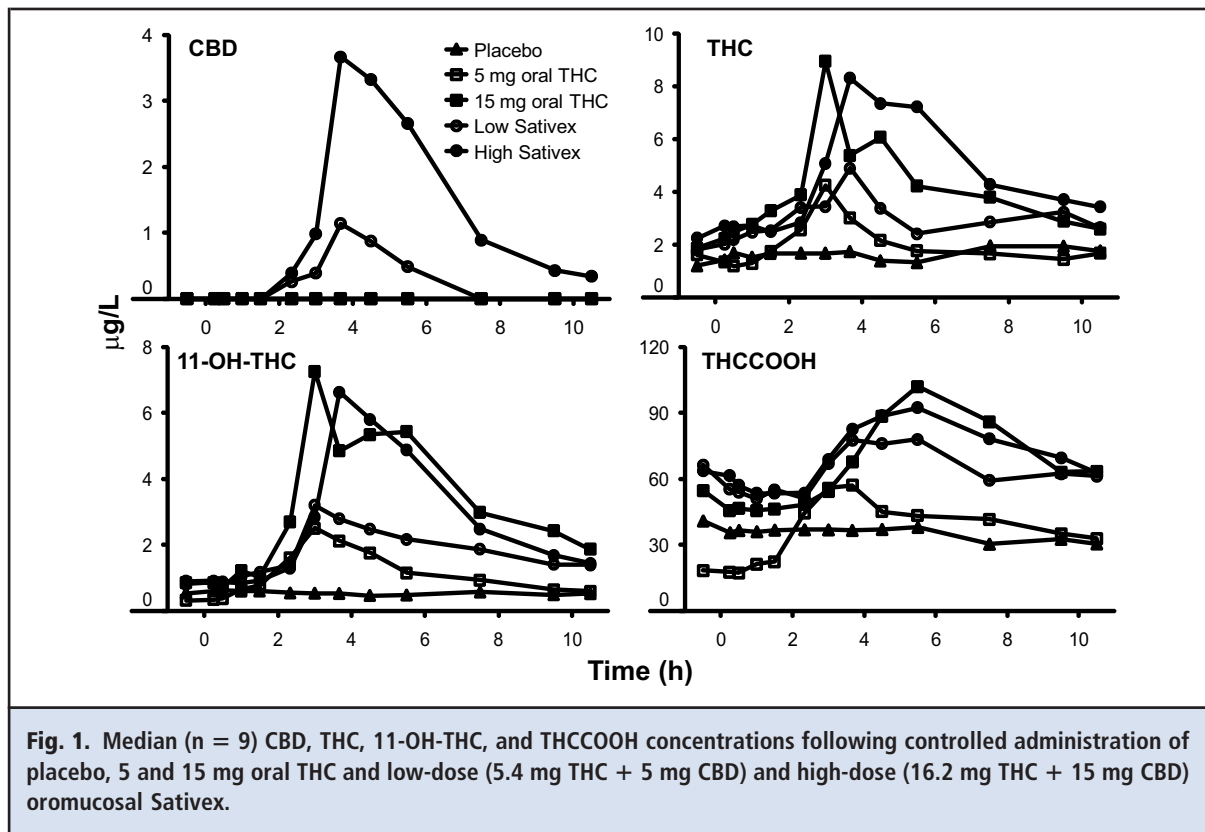 CBD
4
3
2
1
0
0 2 4 6 8 10
Placebo
5 mg oral THC
15 mg oral THC
Low Sativex
High Sativex
THC
10
8
6
4
2
0
0 2 4 6 8 10
µg/L
11-OH-THC
8
6
4
2
0
0 2 4 6 8 10
THCCOOH
120
90
60
30
0
0 2 4 6 8 10
Time (h)
Fig. 1. Median (n = 9) CBD, THC, 11-OH-THC, and THCCOOH concentrations following controlled administration of
placebo, 5 and 15 mg oral THC and low-dose (5.4 mg THC + 5 mg CBD) and high-dose (16.2 mg THC + 15 mg CBD)
oromucosal Sativex.